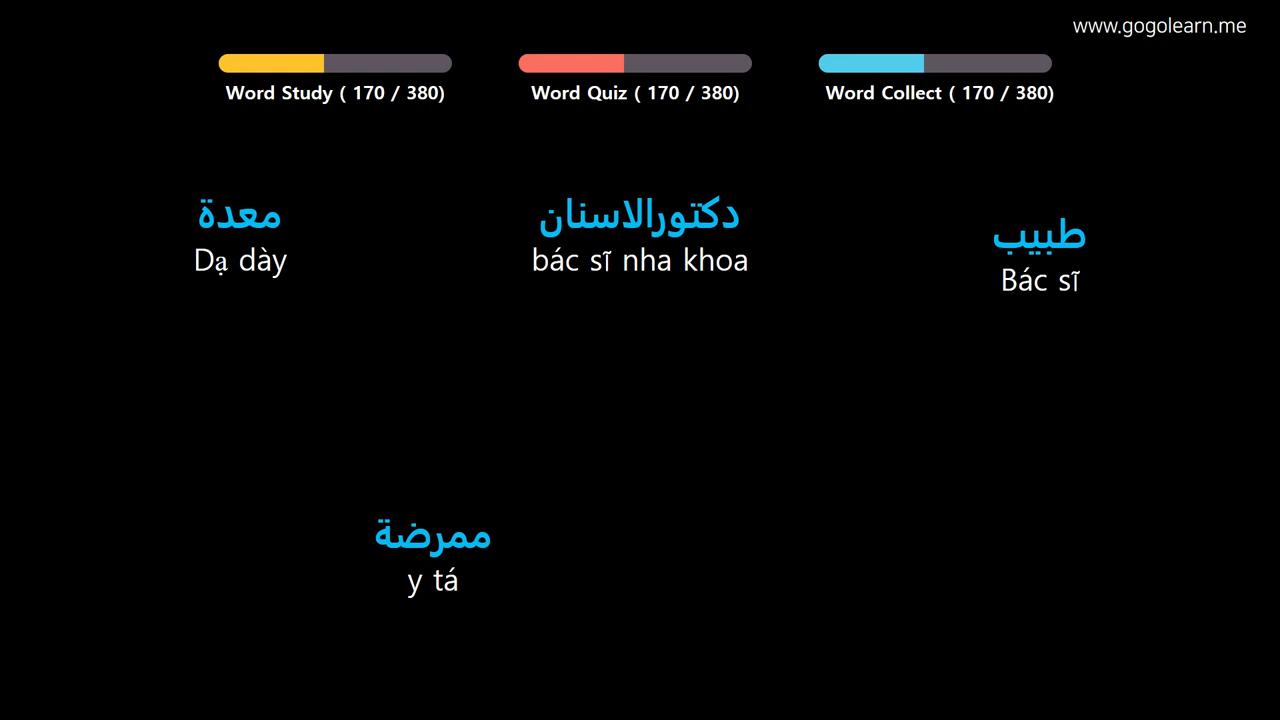 www.gogolearn.me
Word Study ( 170 / 380)
Word Quiz ( 170 / 380)
Word Collect ( 170 / 380)
معدة
Dạ dày
دكتورالاسنان
bác sĩ nha khoa
طبيب
Bác sĩ
ممرضة
y tá